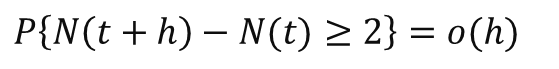 P{N(t + h) − N(t) ≥ 2} = o(h)